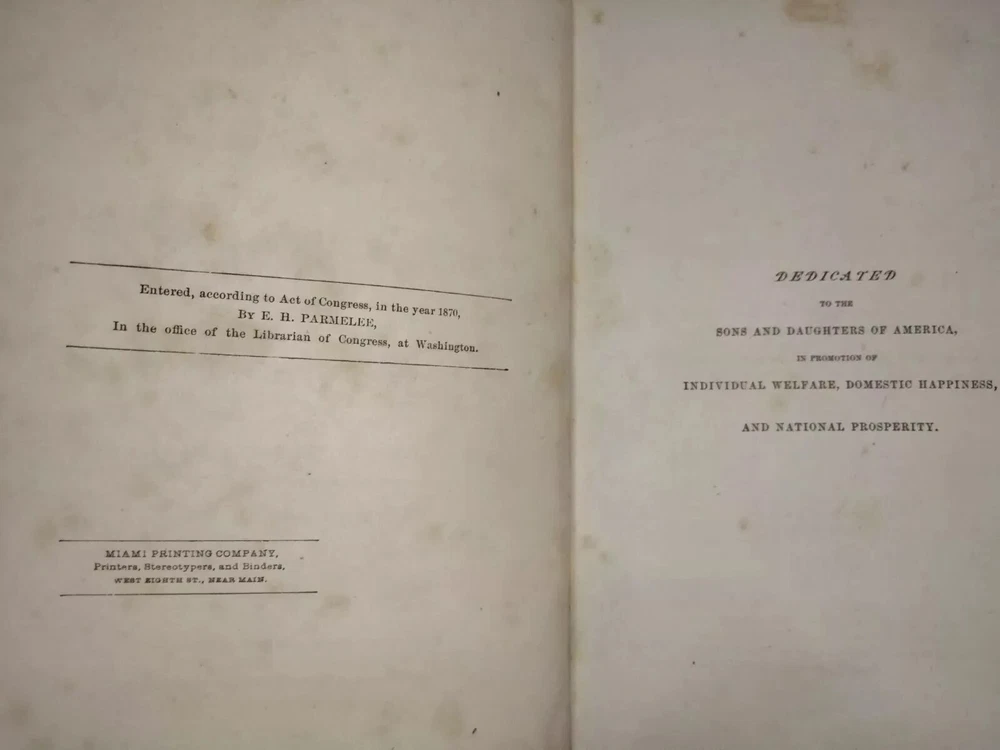 Entered, according to Act of Congress, in the year 1870,
By E. H. PARMELEE,
In the office of the Librarian of Congress, at Washington.
MIAMI PRINTING COMPANY,
Printers, Stereotypers, and Binders,
WEST EIGHTH ST., NEAR MAIN.
DEDICATED
TO THE
SONS AND DAUGHTERS OF AMERICA,
IN PROMOTION OF
INDIVIDUAL WELFARE, DOMESTIC HAPPINESS,
AND NATIONAL PROSPERITY.